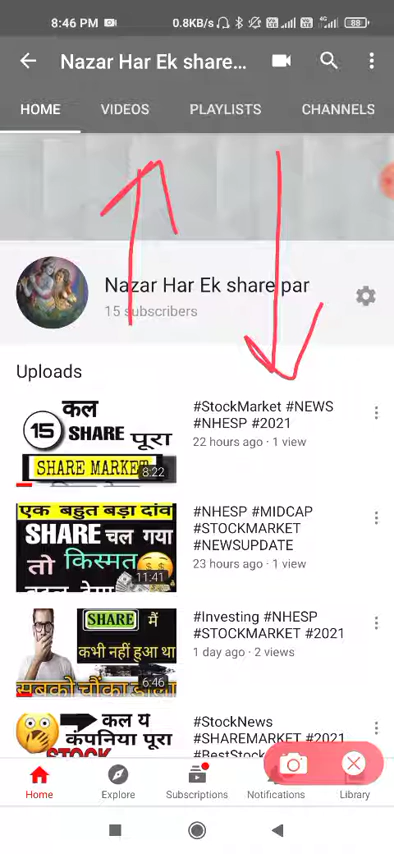 8:46 PM
0.8KB/s
4G
88
Nazar Har Ek share...
HOME
VIDEOS
PLAYLISTS
CHANNELS
Nazar Har Ek share par
15 subscribers
Uploads
कल
15 SHARE पूरा
SHARE MARKET
8:22
#StockMarket #NEWS
#NHESP #2021
22 hours ago · 1 view
एक बहुत बड़ा दांव
SHARE चल गया
तो किस्मत
11:41
#NHESP #MIDCAP
#STOCKMARKET
#NEWSUPDATE
23 hours ago · 1 view
SHARE में
कभी नहीं हुआ था
सबको चौंका डाला
6:46
#Investing #NHESP
#STOCKMARKET #2021
1 day ago · 2 views
कल ये
कंपनिया पूरा
STOCK
#StockNews
#SHAREMARKET #2021
#BestStock
Home
Explore
Subscriptions
Notifications
Library